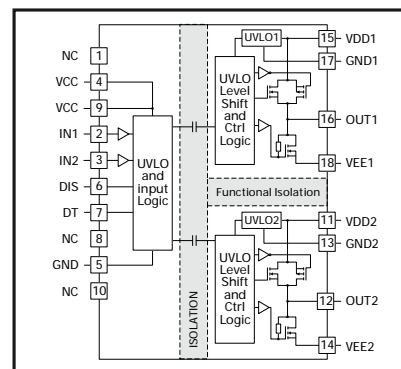 NC 1
VCC 4
VCC 9
IN1 2
IN2 3
DIS 6
DT 7
NC 8
GND 5
NC 10
UVLO
and
input
Logic
ISOLATION
UVLO1
UVLO
Level
Shift
and
Ctrl
Logic
15 VDD1
17 GND1
16 OUT1
18 VEE1
Functional Isolation
UVLO2
UVLO
Level
Shift
and
Ctrl
Logic
11 VDD2
13 GND2
12 OUT2
14 VEE2